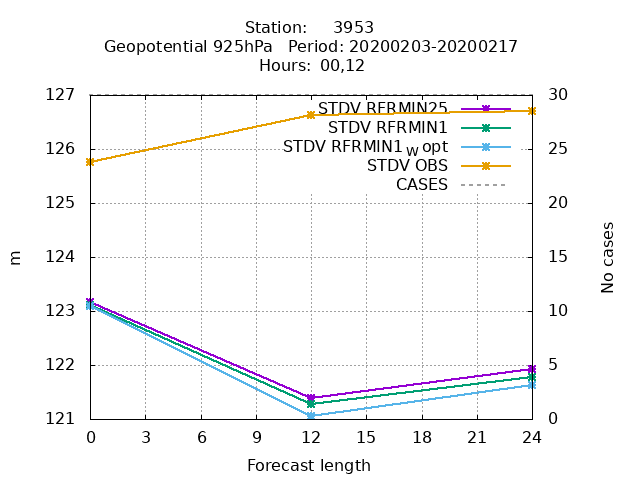 Station: 3953
Geopotential 925hPa Period: 20200203-20200217
Hours: 00,12
127 30
STDV RFRMIN25
STDV RFRMIN1
126 25
STDV RFRMIN1 w opt
STDV OBS
CASES
125 20
124 15
m
No cases
123 10
122 5
121 0
0 3 6 9 12 15 18 21 24
Forecast length